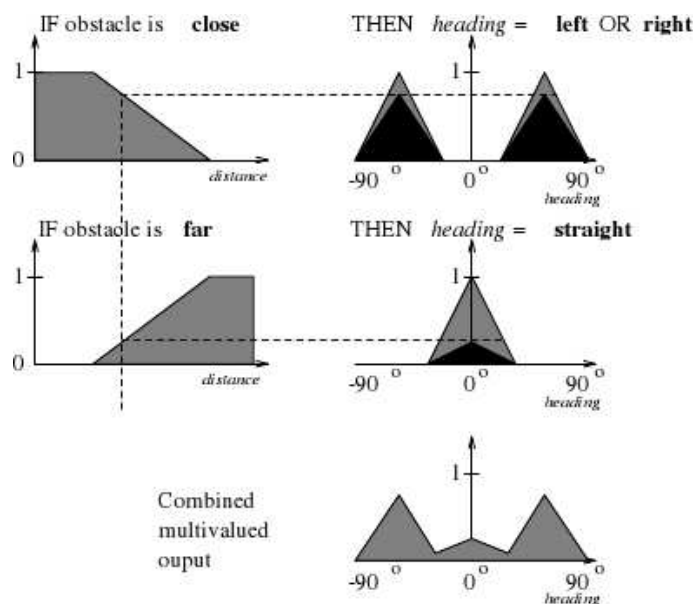 IF obstacle is close THEN heading = left OR right
1 1
0
distance
-90 o 0 o 90 o
heading
IF obstacle is far THEN heading = straight
1 1
0
distance
-90 o 0 o 90 o
heading
1
Combined
multivalued
ouput
-90 o 0 o 90 o
heading